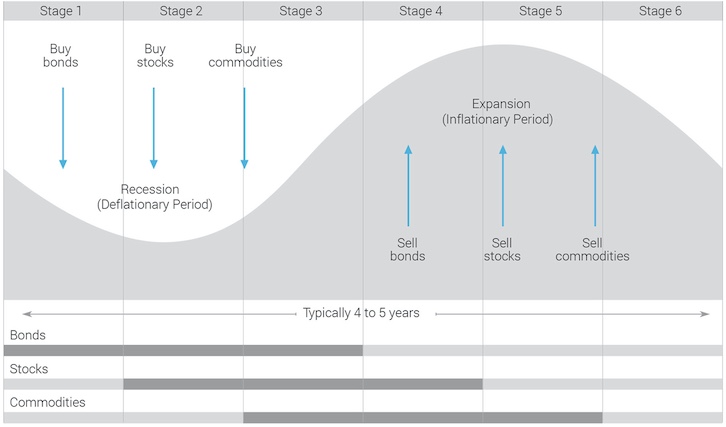 Stage 1 Stage 2 Stage 3 Stage 4 Stage 5 Stage 6
Buy
bonds
Buy
stocks
Buy
commodities
Expansion
(Inflationary Period)
Recession
(Deflationary Period)
Sell
bonds
Sell
stocks
Sell
commodities
Typically 4 to 5 years
Bonds
Stocks
Commodities